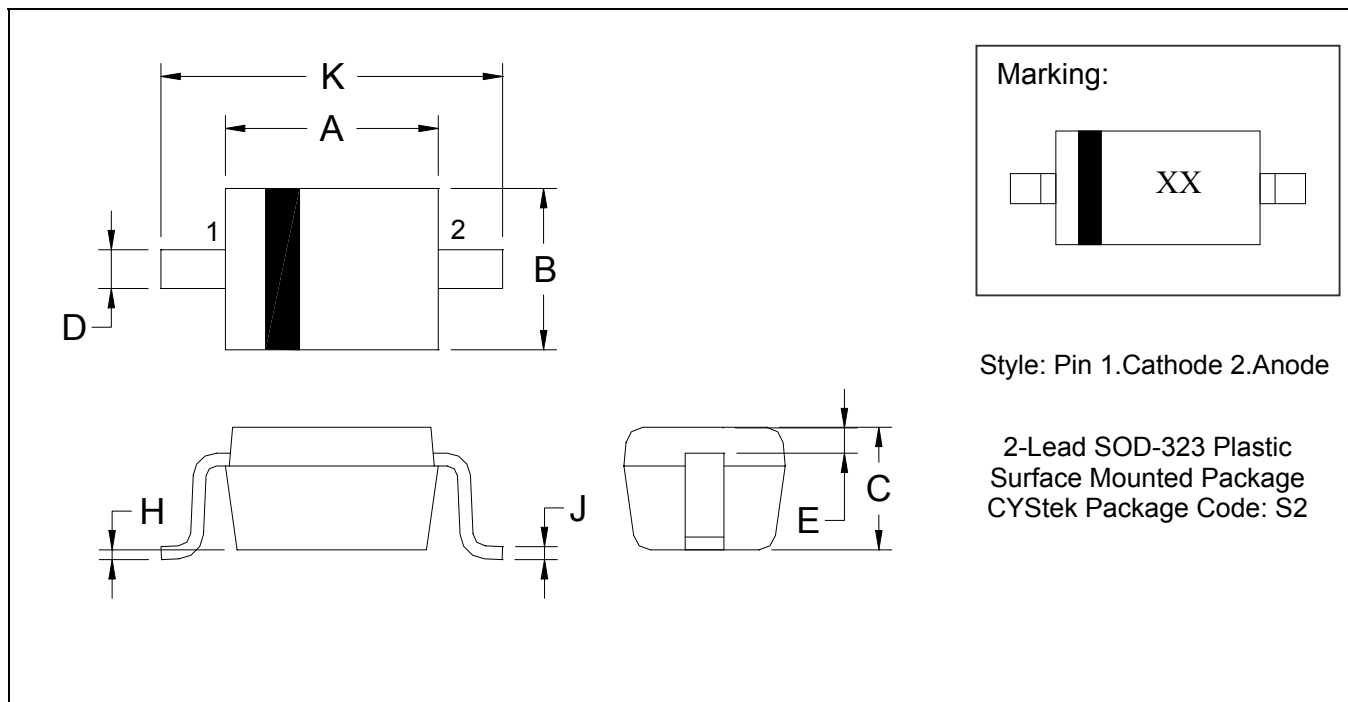 K
A
1
2
B
D
H
J
E
C
Marking:
XX
Style: Pin 1.Cathode 2.Anode
2-Lead SOD-323 Plastic
Surface Mounted Package
CYStek Package Code: S2